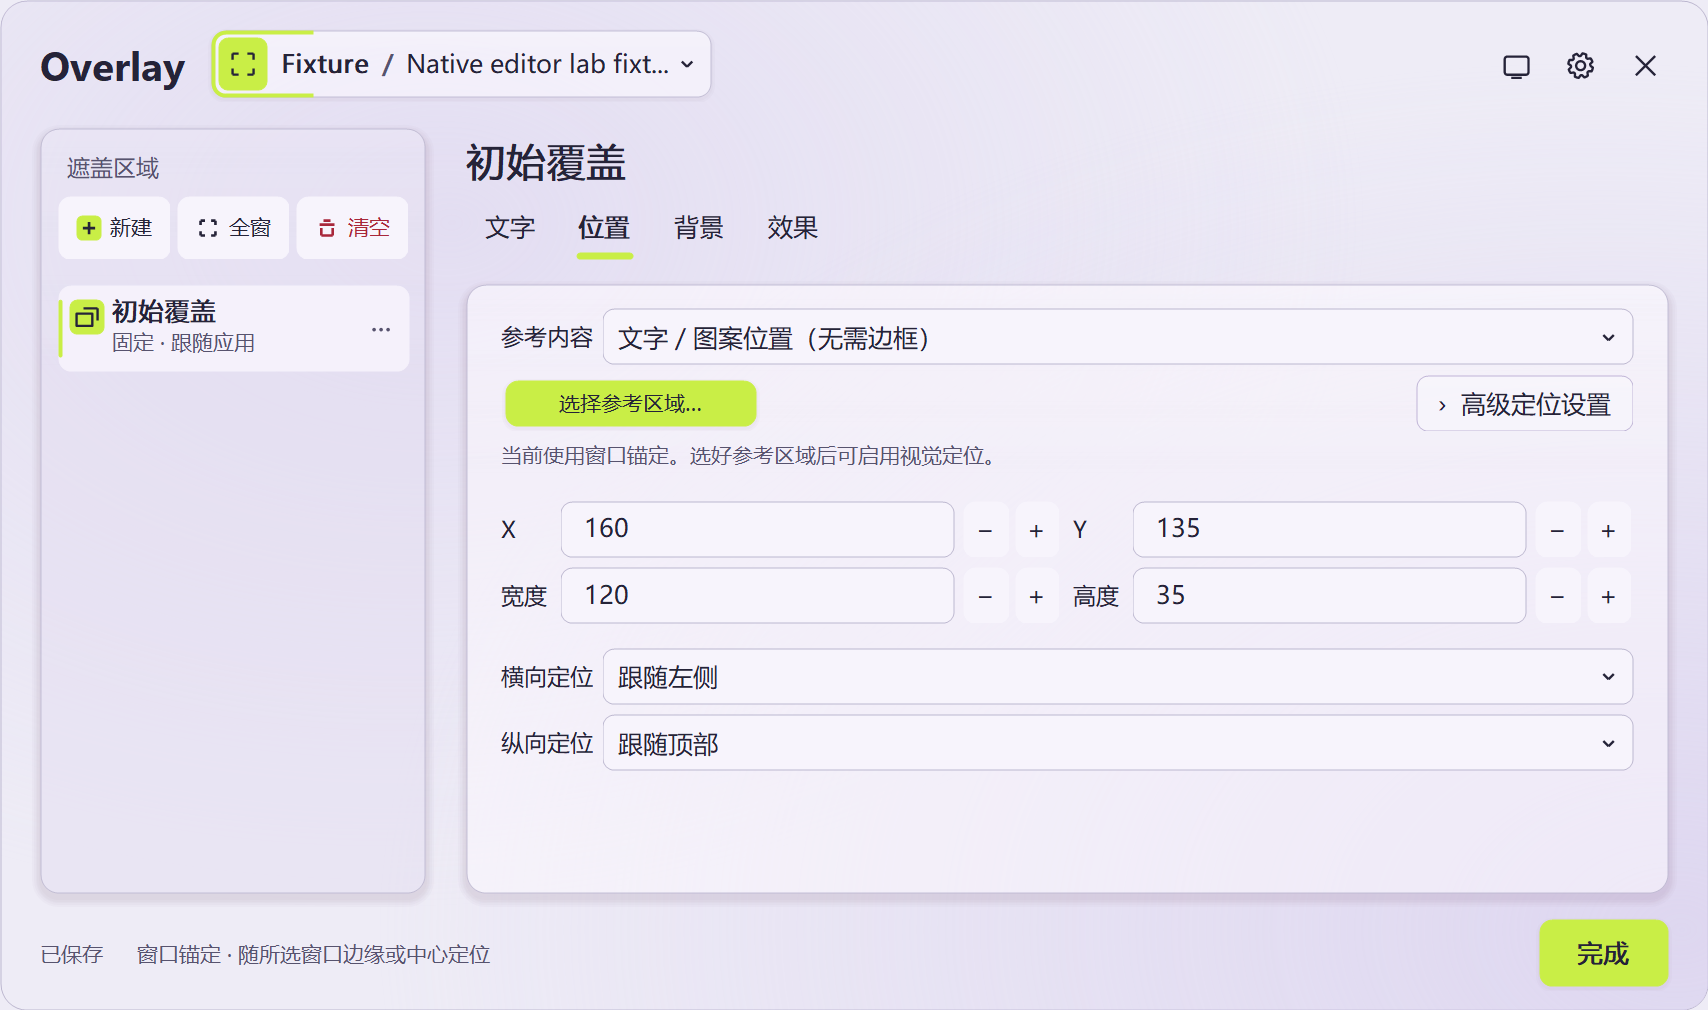 Overlay
Fixture / Native editor lab fixt...
遮盖区域
新建 全窗 清空
初始覆盖
固定 · 跟随应用
初始覆盖
文字 位置 背景 效果
参考内容 文字 / 图案位置（无需边框）
选择参考区域... › 高级定位设置
当前使用窗口锚定。选好参考区域后可启用视觉定位。
X 160 − + Y 135 − +
宽度 120 − + 高度 35 − +
横向定位 跟随左侧
纵向定位 跟随顶部
已保存 窗口锚定 · 随所选窗口边缘或中心定位
完成